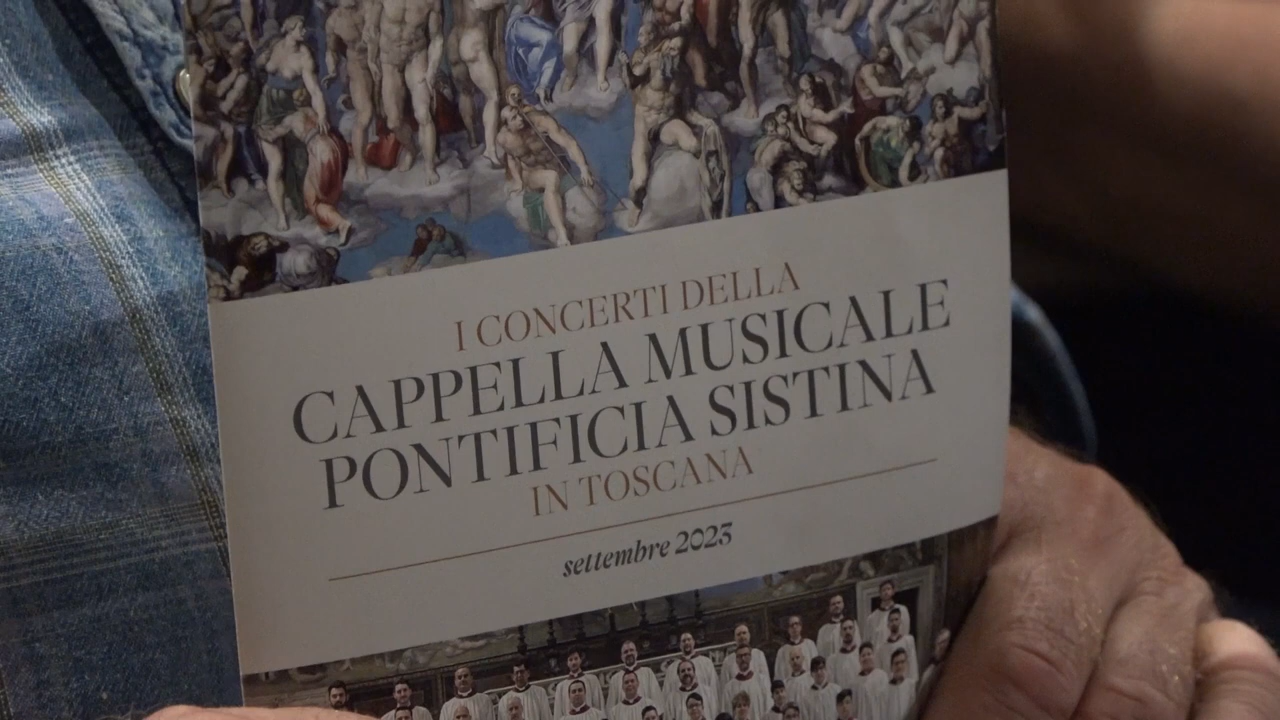 I CONCERTI DELLA
CAPPELLA MUSICALE
PONTIFICIA SISTINA
IN TOSCANA
settembre 2023